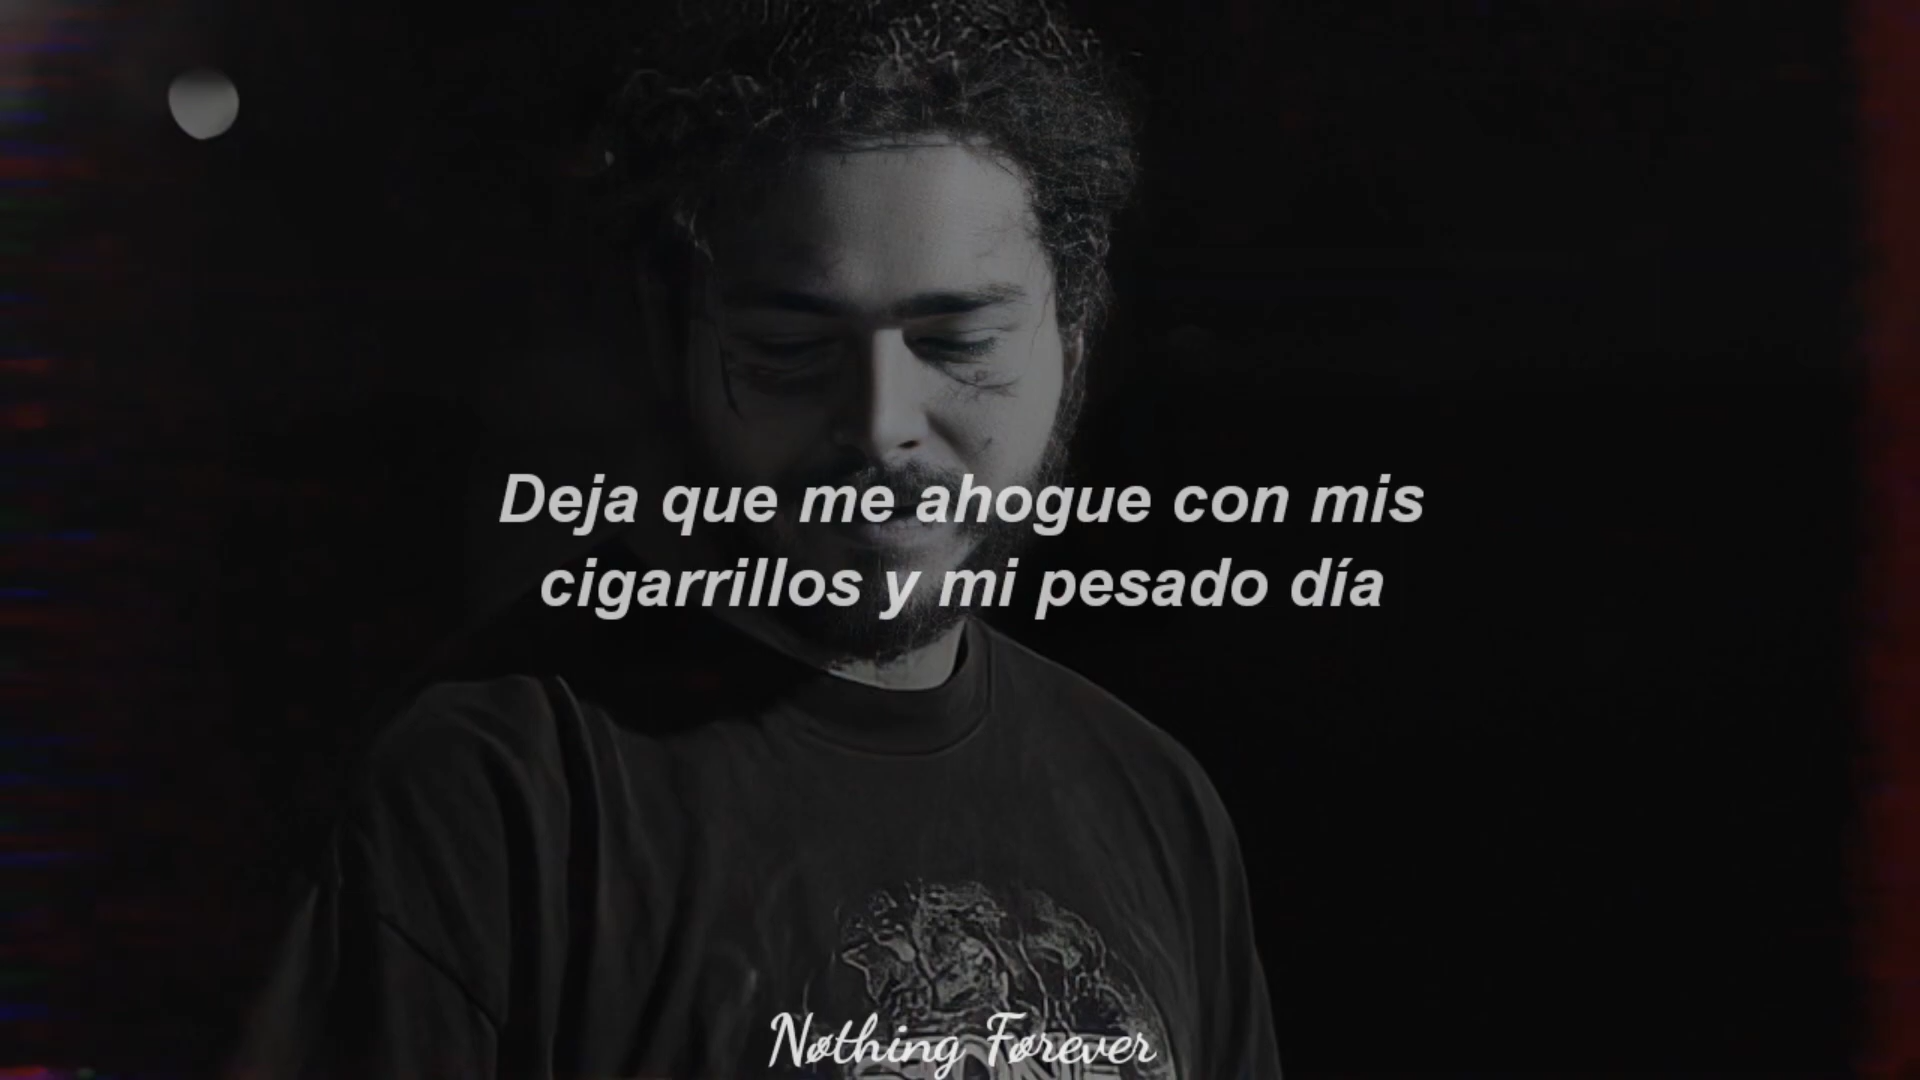 Deja que me ahogue con mis
cigarrillos y mi pesado día
Nøthing Førever